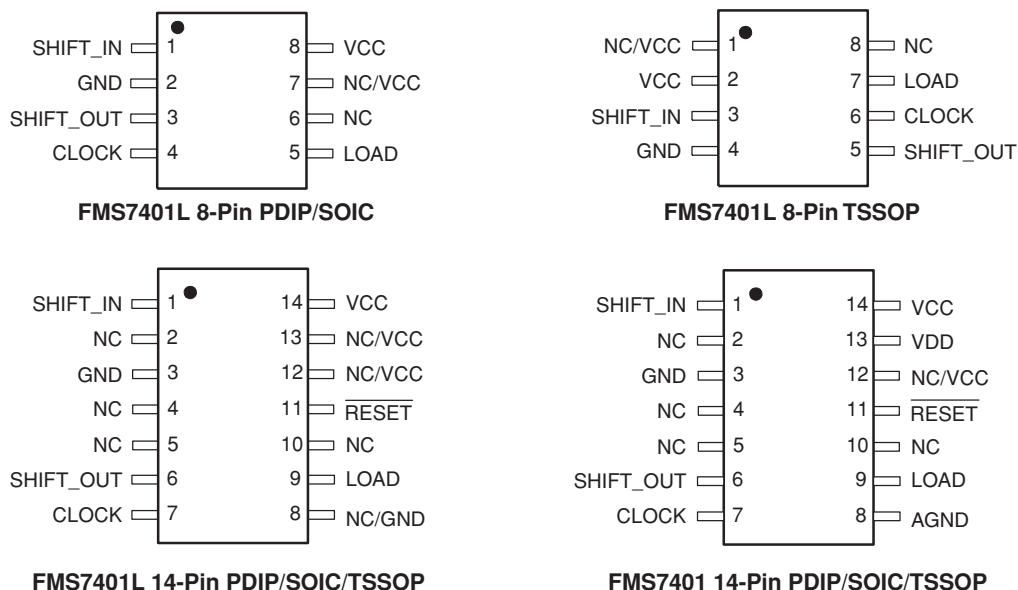 SHIFT_IN 1 8 VCC
GND 2 7 NC/VCC
SHIFT_OUT 3 6 NC
CLOCK 4 5 LOAD
FMS7401L 8-Pin PDIP/SOIC
NC/VCC 1 8 NC
VCC 2 7 LOAD
SHIFT_IN 3 6 CLOCK
GND 4 5 SHIFT_OUT
FMS7401L 8-Pin TSSOP
SHIFT_IN 1 14 VCC
NC 2 13 NC/VCC
GND 3 12 NC/VCC
NC 4 11 RESET
NC 5 10 NC
SHIFT_OUT 6 9 LOAD
CLOCK 7 8 NC/GND
FMS7401L 14-Pin PDIP/SOIC/TSSOP
SHIFT_IN 1 14 VCC
NC 2 13 VDD
GND 3 12 NC/VCC
NC 4 11 RESET
NC 5 10 NC
SHIFT_OUT 6 9 LOAD
CLOCK 7 8 AGND
FMS7401 14-Pin PDIP/SOIC/TSSOP